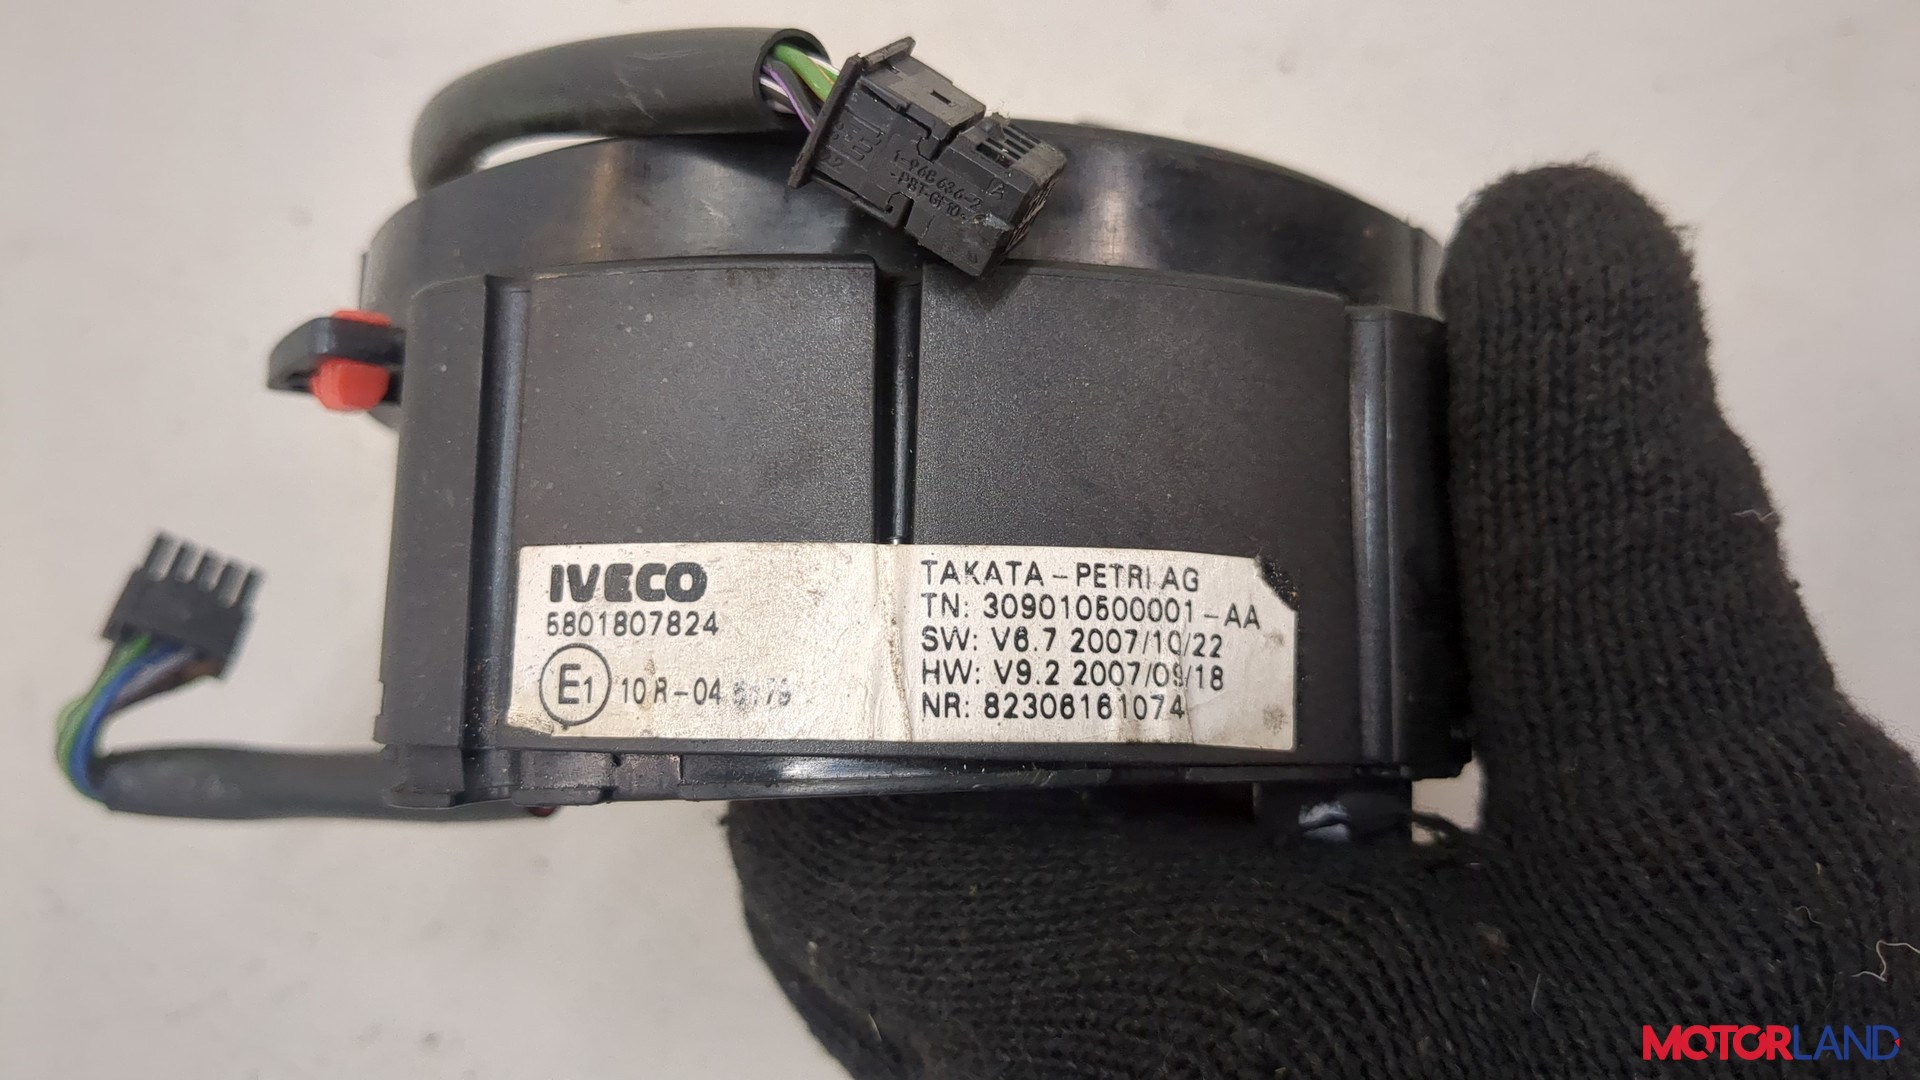 IVECO
5801807824
E1 10R-04
TAKATA-PETRI AG
TN: 309010500001-AA
SW: V6.7 2007/10/22
HW: V9.2 2007/09/18
NR: 82306161074
MOTORLAND